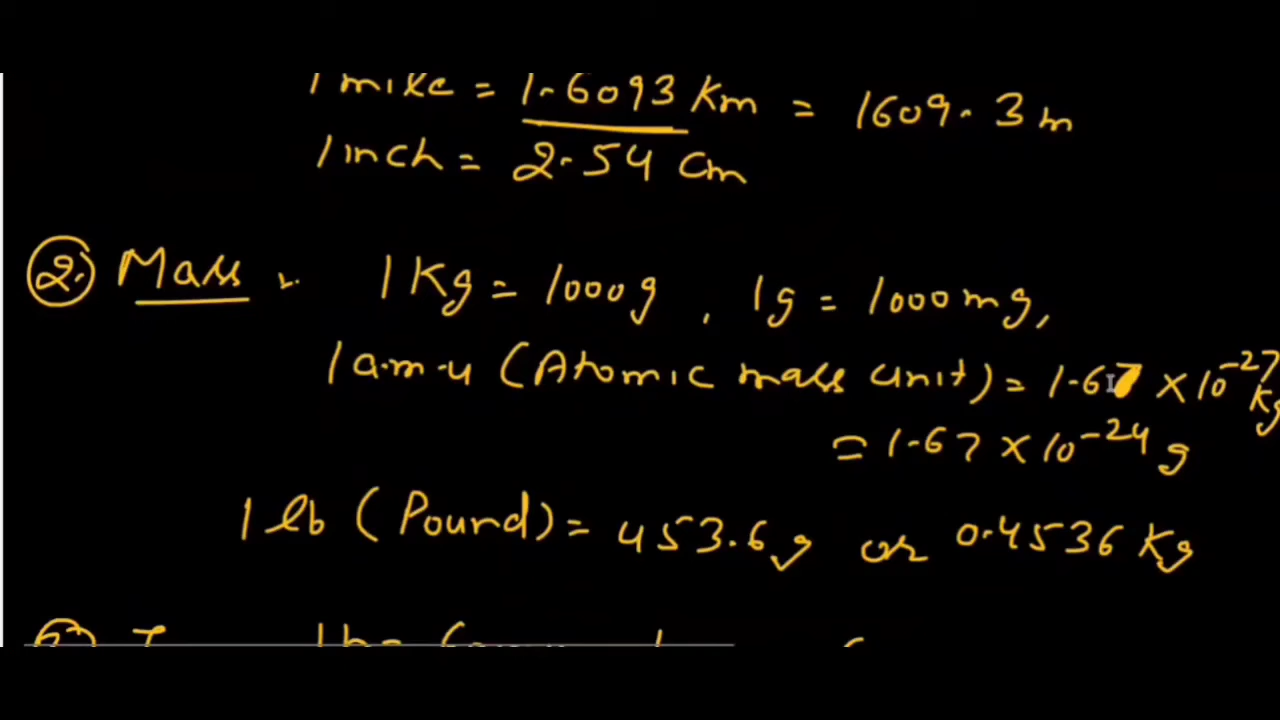 1 mile = 1.6093 Km = 1609.3 m
1 inch = 2.54 cm
2. Mass :- 1 Kg = 1000g , 1g = 1000 mg,
1 a.m.u (Atomic mass unit) = 1.67 × 10⁻²⁷ Kg
= 1.67 × 10⁻²⁴ g
1 lb (Pound) = 453.6 g or 0.4536 Kg